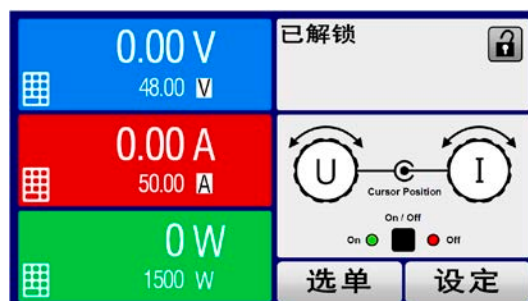 0.00 V
48.00 V
0.00 A
50.00 A
0 W
1500 W
已解锁
U
I
Cursor Position
On / Off
On
Off
选单
设定